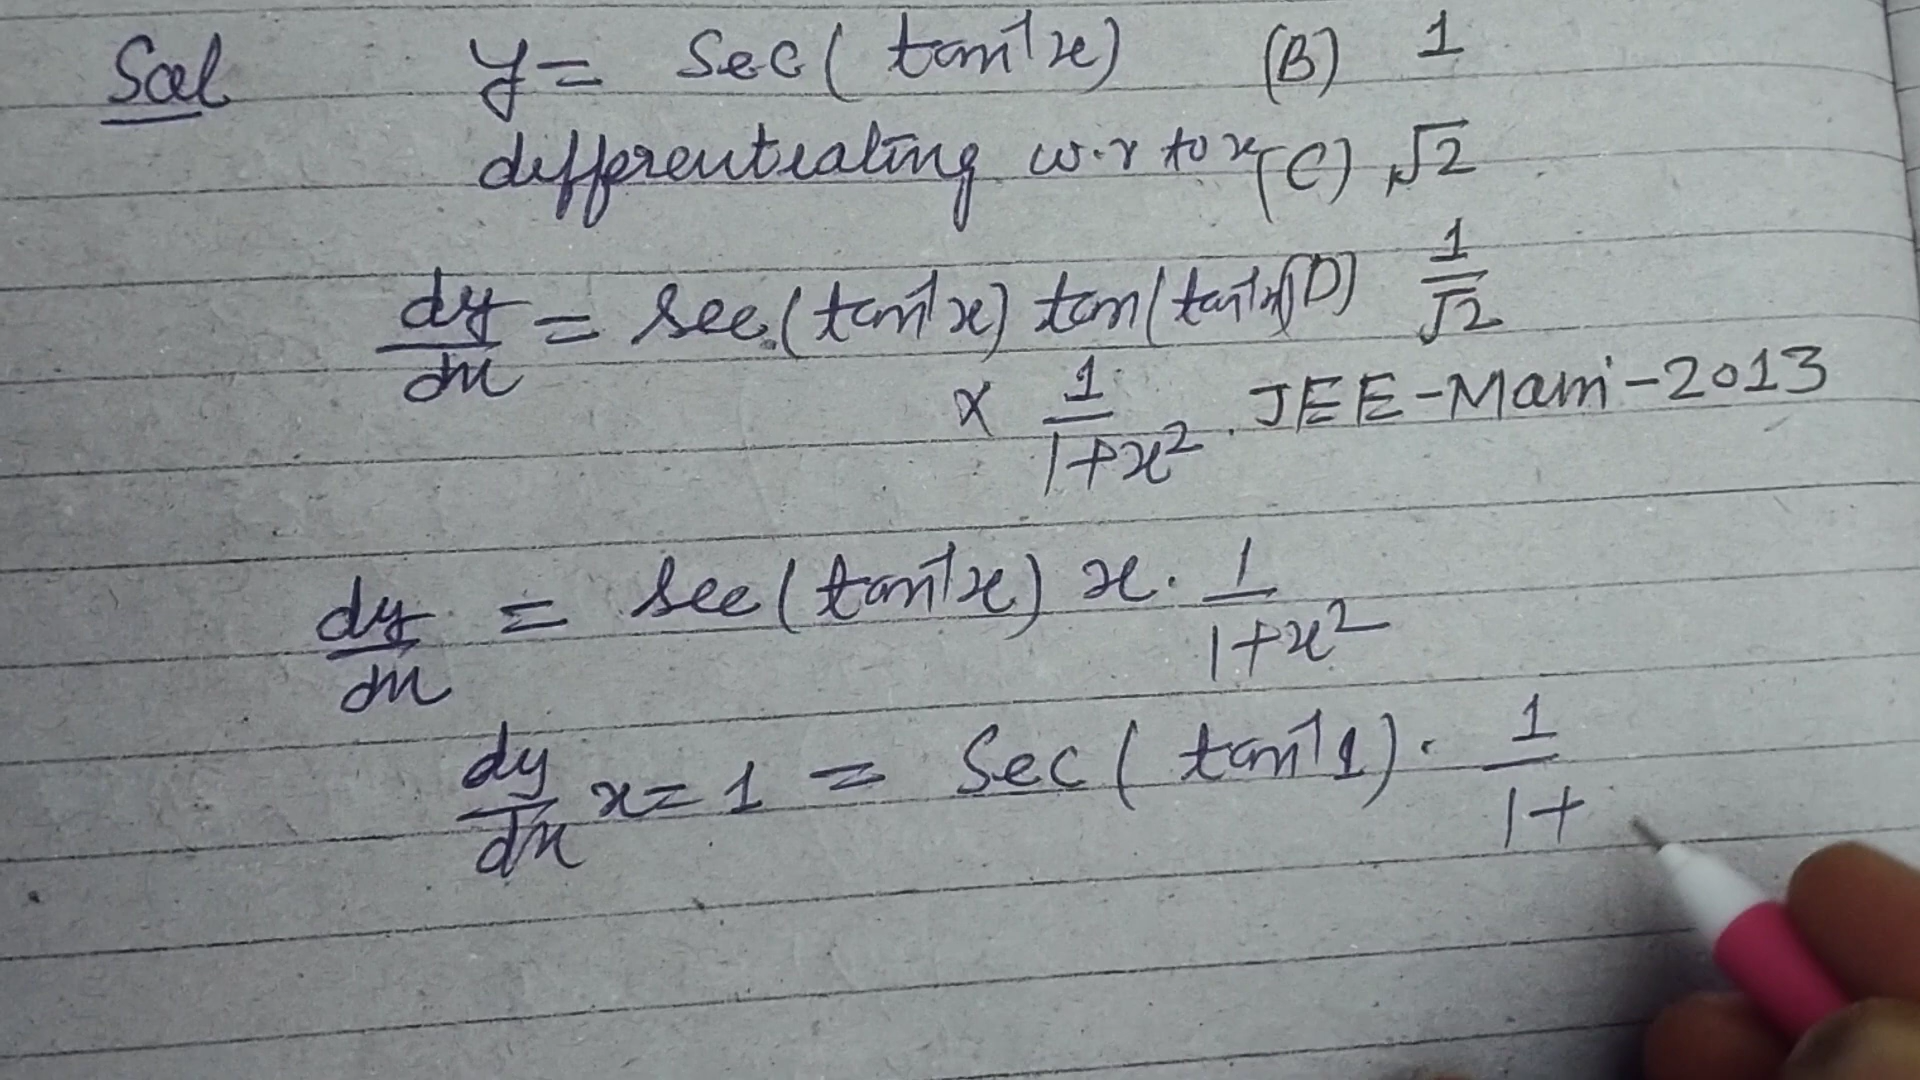 Sol y = Sec(tan⁻¹x) (B) 1
differentiating w.r to x (C) √2
dy/dx = sec(tan⁻¹x) tan(tan⁻¹x) (D) 1/√2
× 1/1+x². JEE-Main-2013
dy/dx = sec(tan⁻¹x) x · 1/1+x²
dy/dx x=1 = Sec(tan⁻¹1) · 1/1+